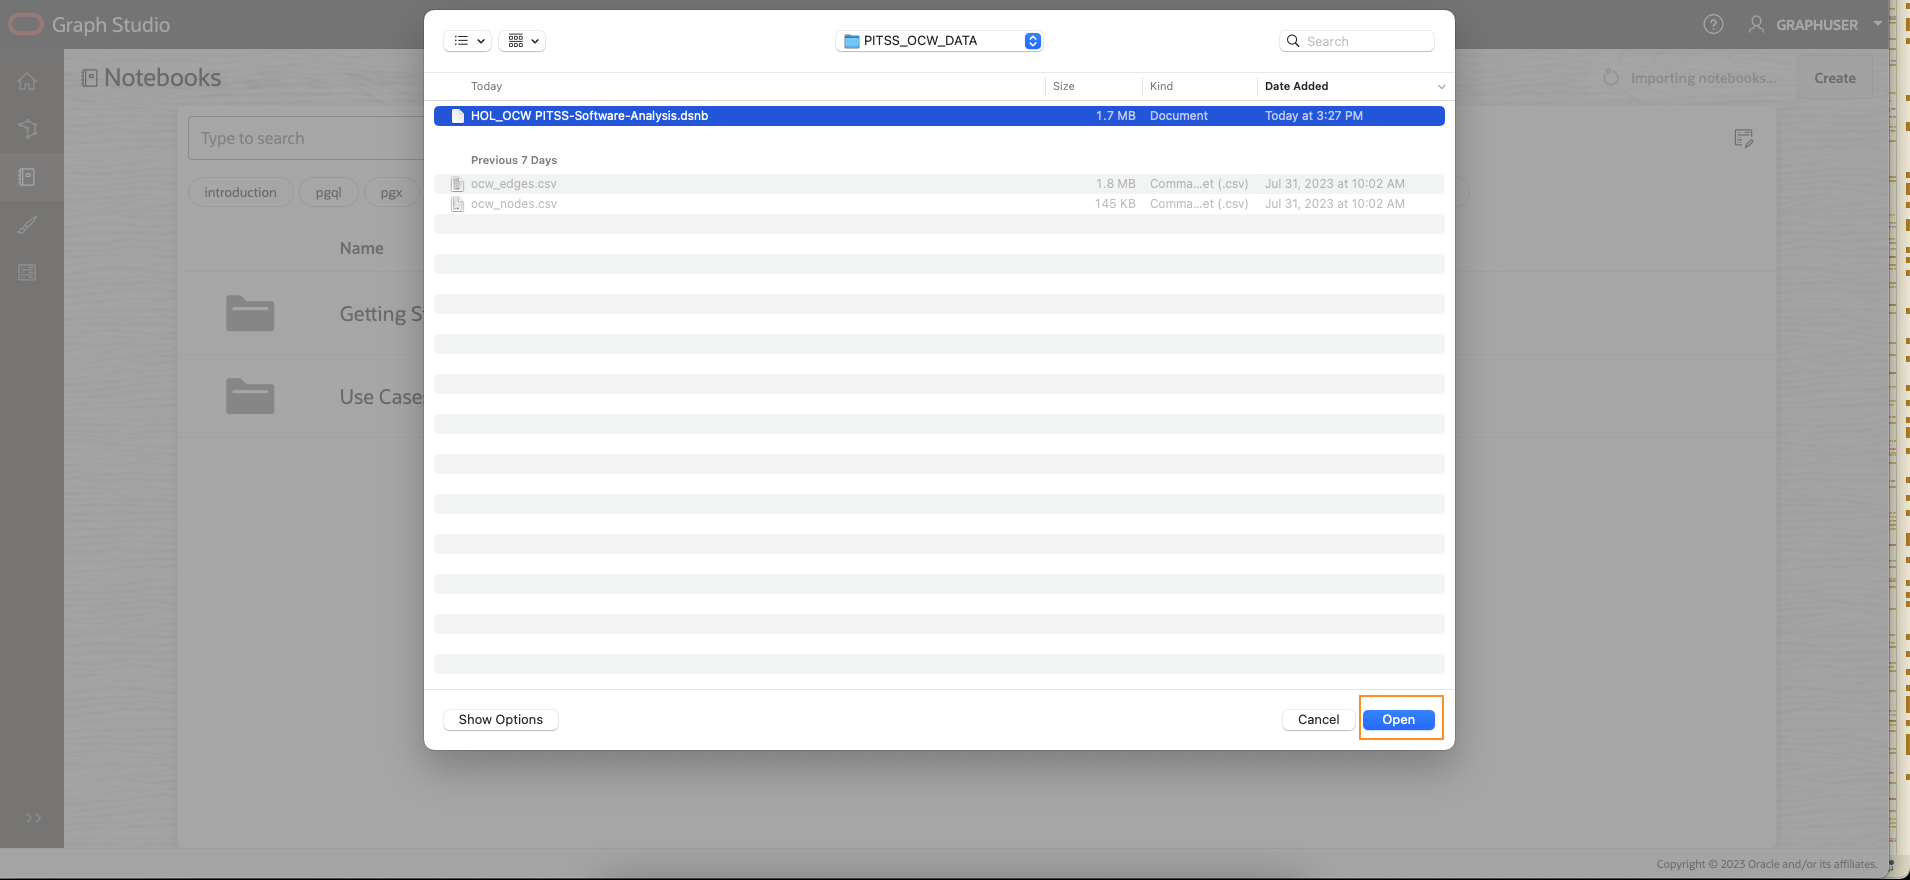 Graph Studio
GRAPHUSER
Notebooks
Importing notebooks...
Create
Type to search
introduction
pgql
pgx
Name
Getting S
Use Case
PITSS_OCW_DATA
Search
Today
Size
Kind
Date Added
HOL_OCW PITSS-Software-Analysis.dsnb
1.7 MB
Document
Today at 3:27 PM
Previous 7 Days
ocw_edges.csv
1.8 MB
Comma...et (.csv)
Jul 31, 2023 at 10:02 AM
ocw_nodes.csv
145 KB
Comma...et (.csv)
Jul 31, 2023 at 10:02 AM
Show Options
Cancel
Open
Copyright © 2023 Oracle and/or its affiliates.